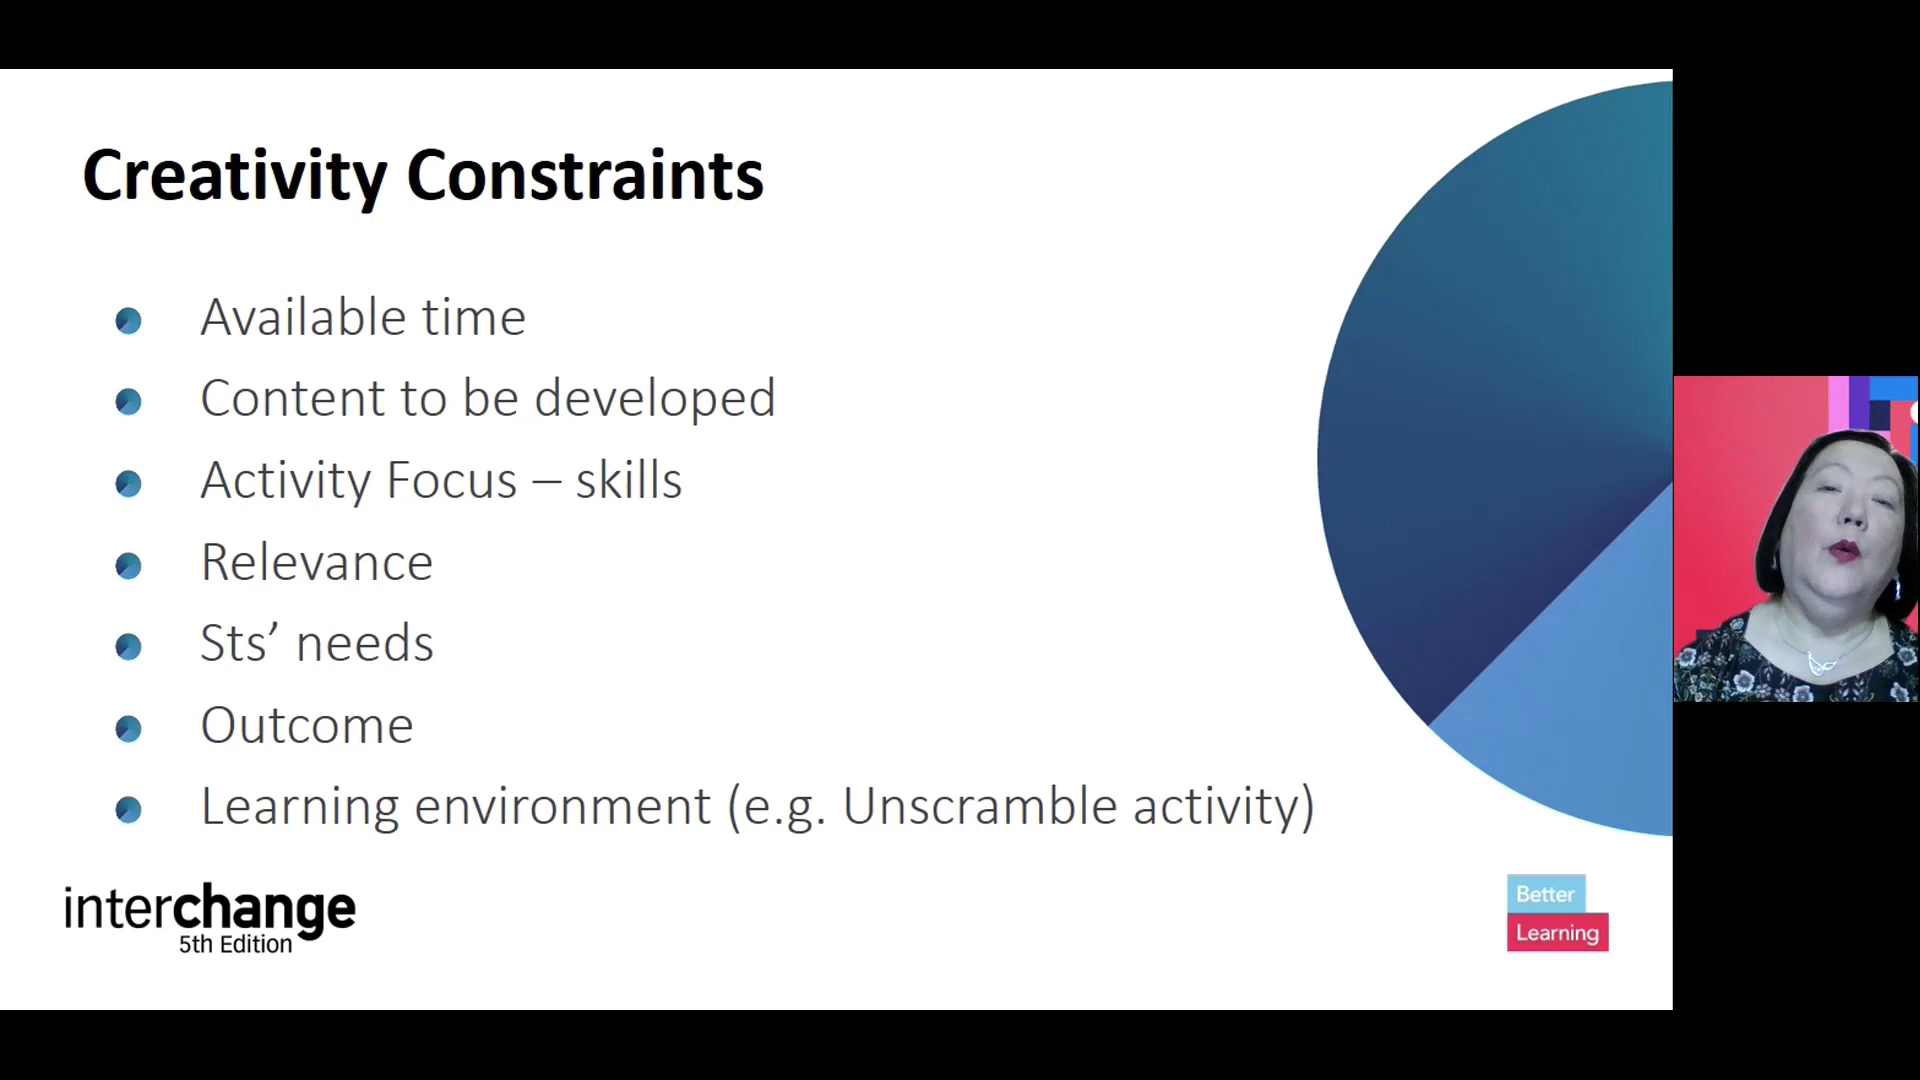 Creativity Constraints
Available time
Content to be developed
Activity Focus – skills
Relevance
Sts’ needs
Outcome
Learning environment (e.g. Unscramble activity)
interchange
5th Edition
Better
Learning